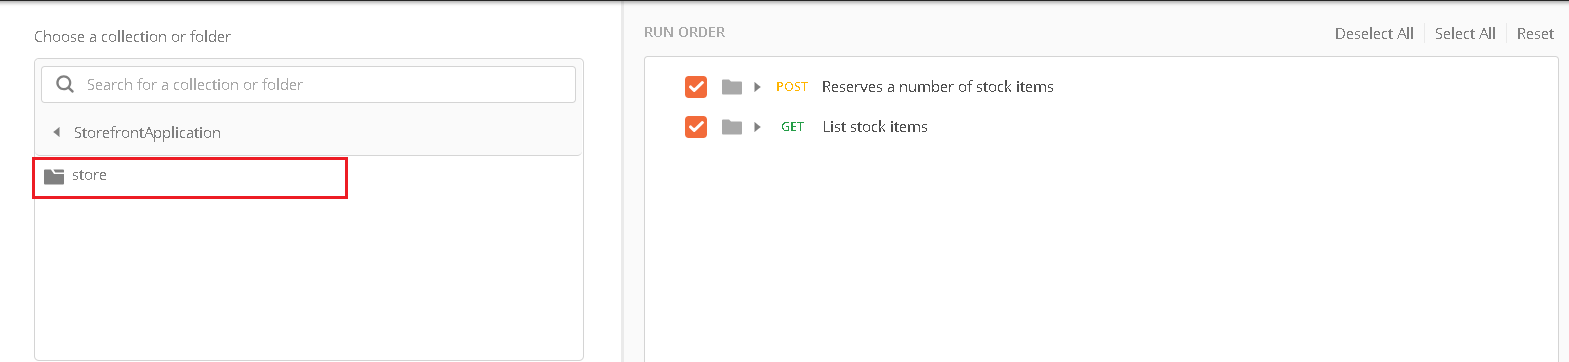 Choose a collection or folder
Search for a collection or folder
StorefrontApplication
store
RUN ORDER
Deselect All
Select All
Reset
POST Reserves a number of stock items
GET List stock items